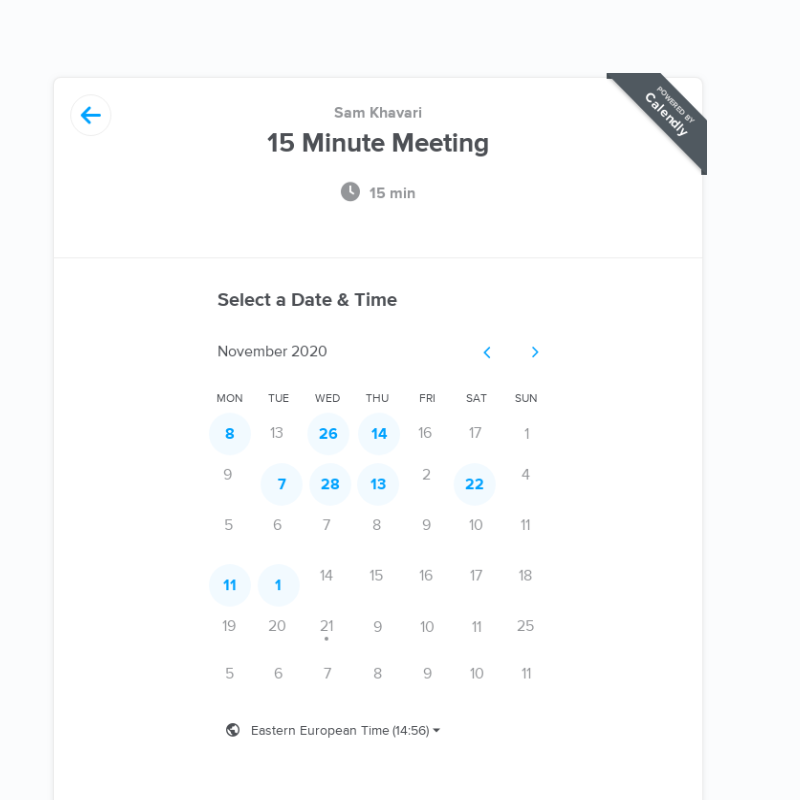 Sam Khavari
15 Minute Meeting
15 min
POWERED BY
Calendly
Select a Date & Time
November 2020
MON TUE WED THU FRI SAT SUN
8 13 26 14 16 17 1
9 7 28 13 2 22 4
5 6 7 8 9 10 11
11 1 14 15 16 17 18
19 20 21 9 10 11 25
5 6 7 8 9 10 11
Eastern European Time (14:56)